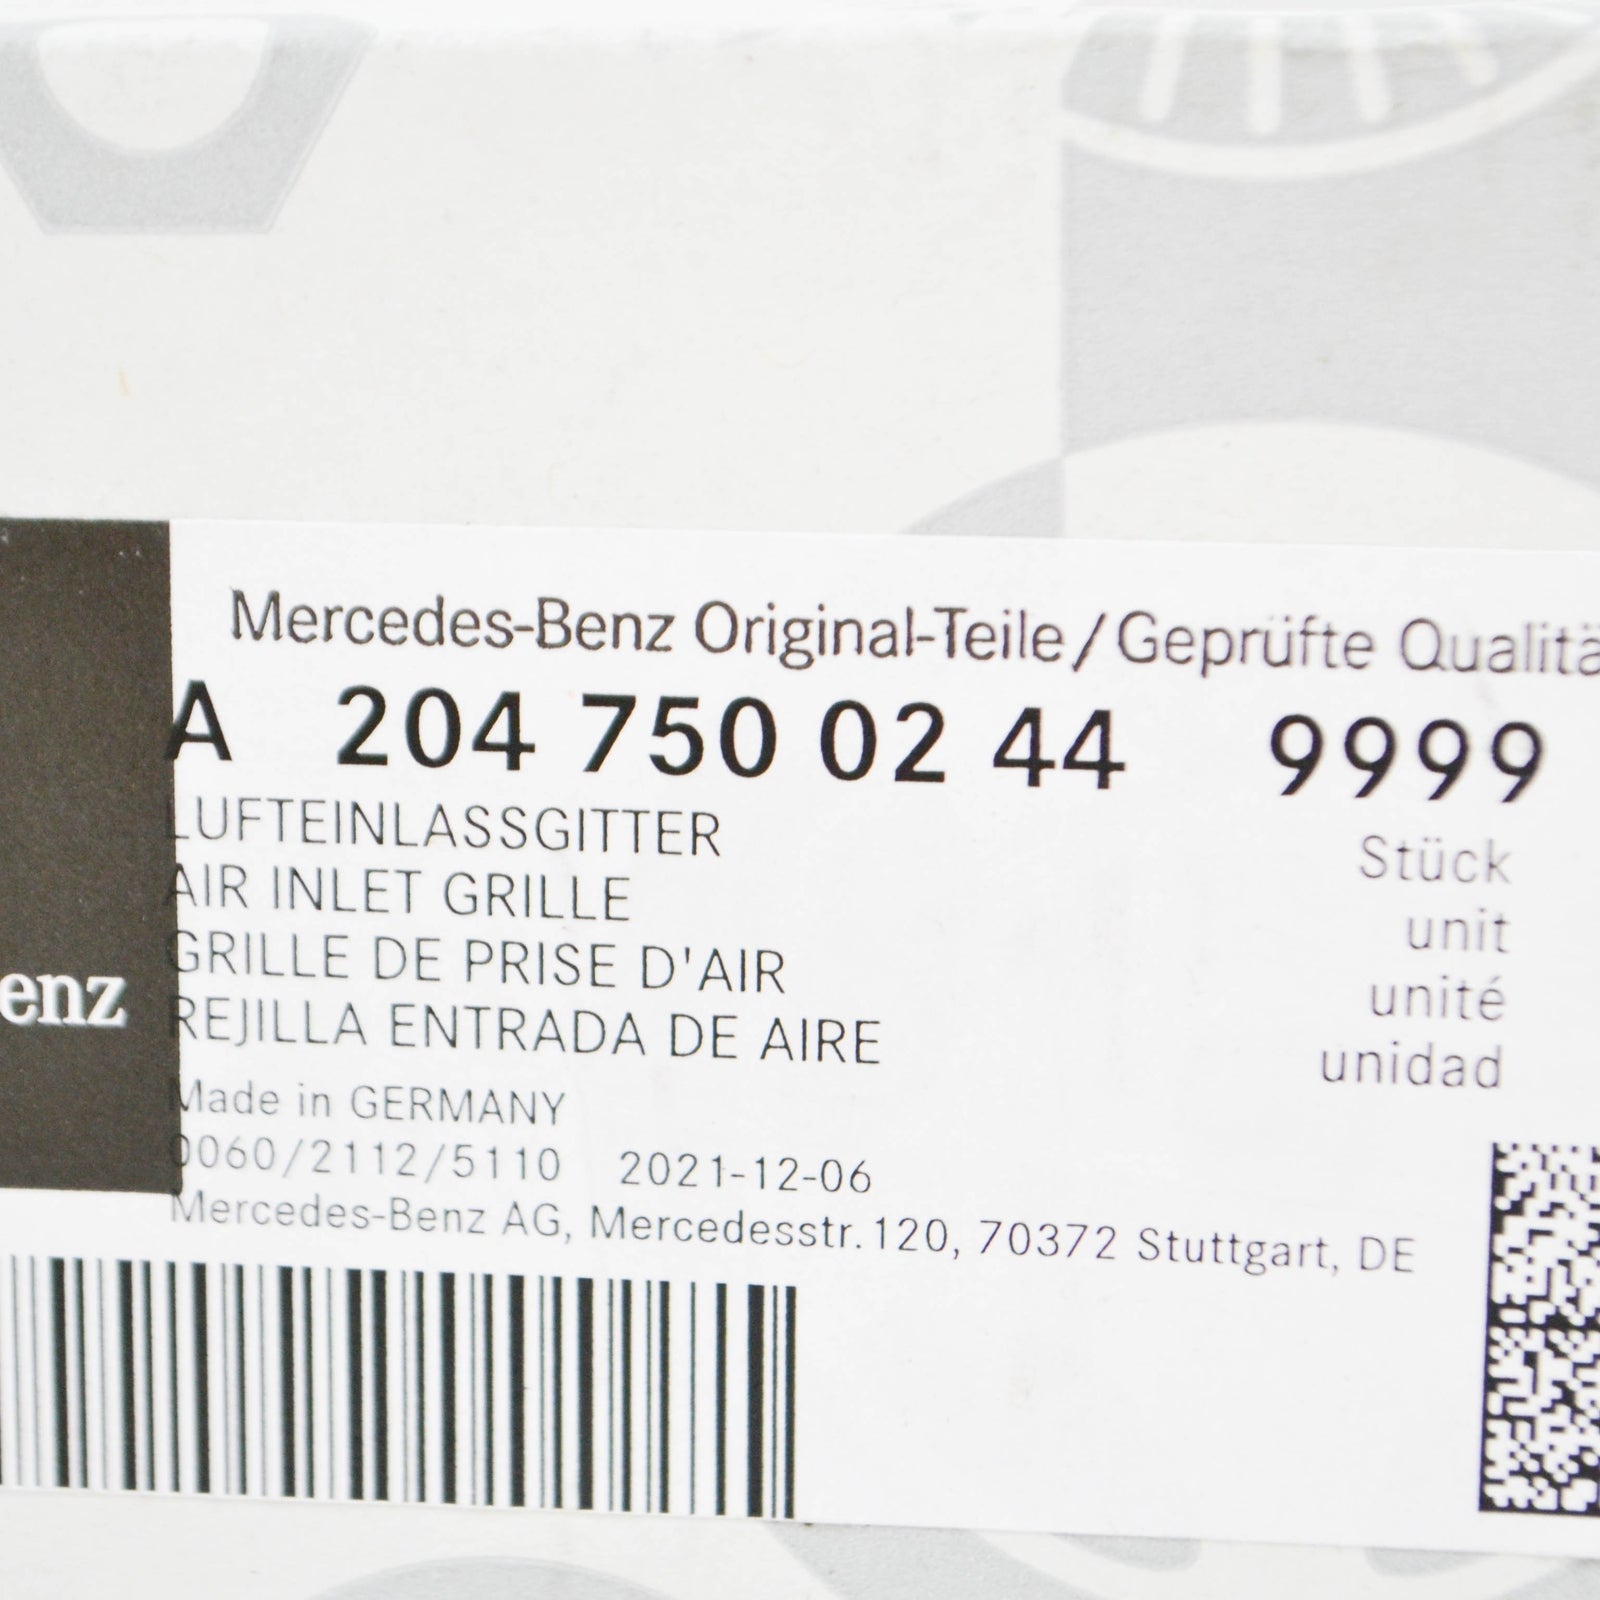 Mercedes-Benz Original-Teile/Geprüfte Qualitä
A 204 750 02 44 9999
LUFTEINLASSGITTER
AIR INLET GRILLE
GRILLE DE PRISE D'AIR
REJILLA ENTRADA DE AIRE
Stück
unit
unité
unidad
enz
Made in GERMANY
0060/2112/5110 2021-12-06
Mercedes-Benz AG, Mercedesstr.120, 70372 Stuttgart, DE